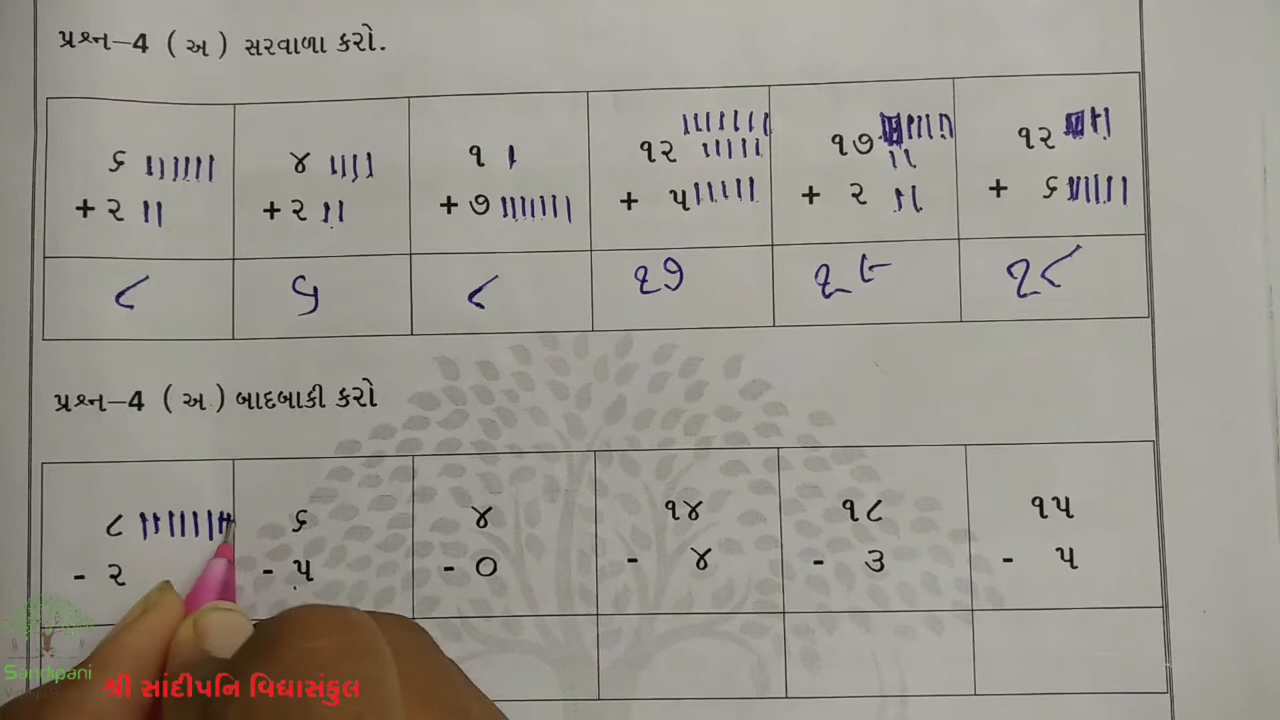 પ્રશ્ન-4 ( અ ) સરવાળા કરો.
૬ ૪ ૧ ૧૨ ૧૭ ૧૨
+ ૨ + ૨ + ૭ + ૫ + ૨ + ૬
૮ ૬ ૮ ૧૭ ૧૯ ૧૮
પ્રશ્ન-4 ( અ ) બાદબાકી કરો
૮ ૬ ૪ ૧૪ ૧૮ ૧૫
- ૨ - ૫ - ૦ - ૪ - ૩ - ૫
Sandipani
શ્રી સાંદીપનિ વિદ્યાસંકુલ